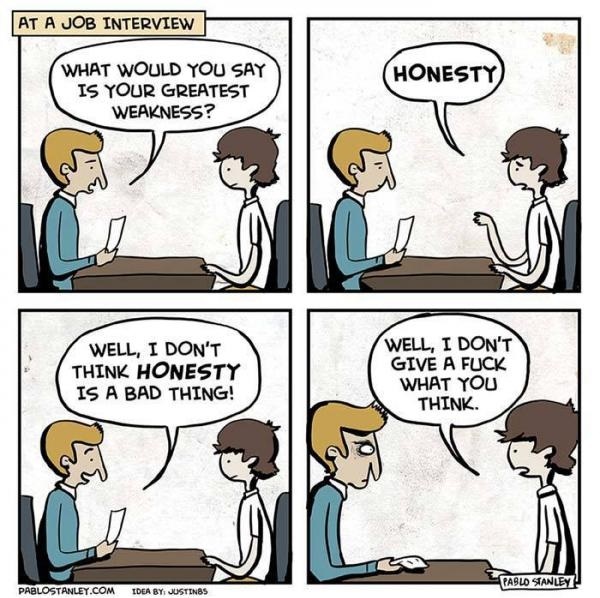 AT A JOB INTERVIEW
WHAT WOULD YOU SAY
IS YOUR GREATEST
WEAKNESS?
HONESTY
WELL, I DON'T
THINK HONESTY
IS A BAD THING!
WELL, I DON'T
GIVE A FUCK
WHAT YOU
THINK.
PABLOSTANLEY.COM
IDEA BY: JUSTIN8S
PABLO STANLEY